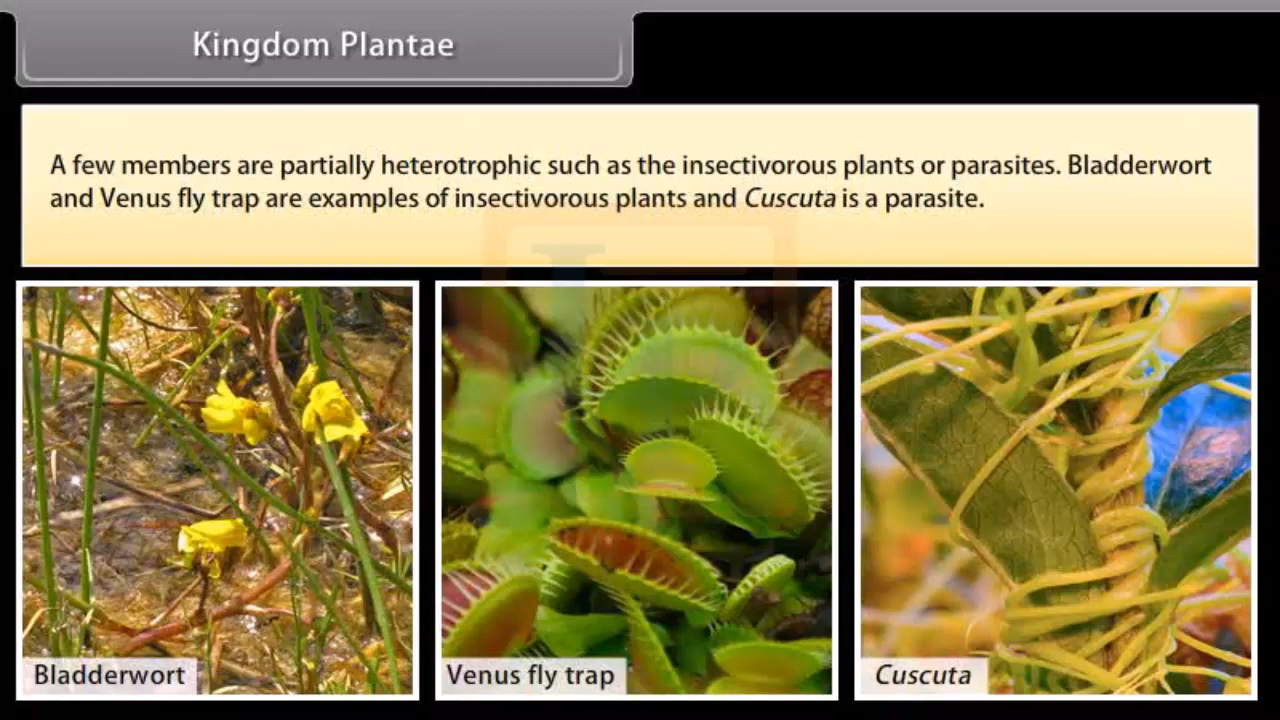 Kingdom Plantae
A few members are partially heterotrophic such as the insectivorous plants or parasites. Bladderwort
and Venus fly trap are examples of insectivorous plants and Cuscuta is a parasite.
Bladderwort
Venus fly trap
Cuscuta